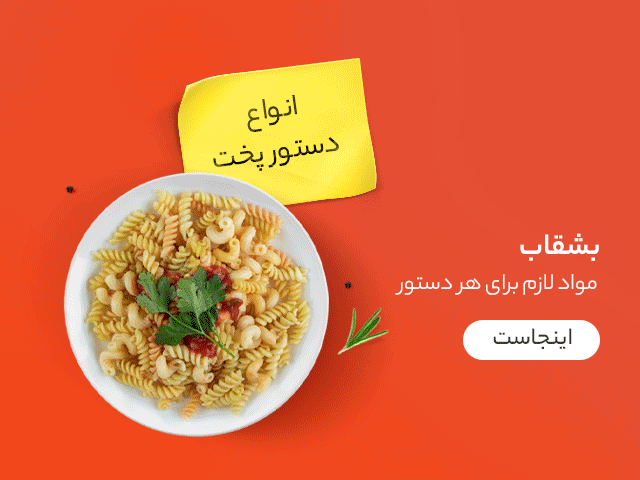 انواع
دستور پخت
بشقاب
مواد لازم برای هر دستور
اینجاست